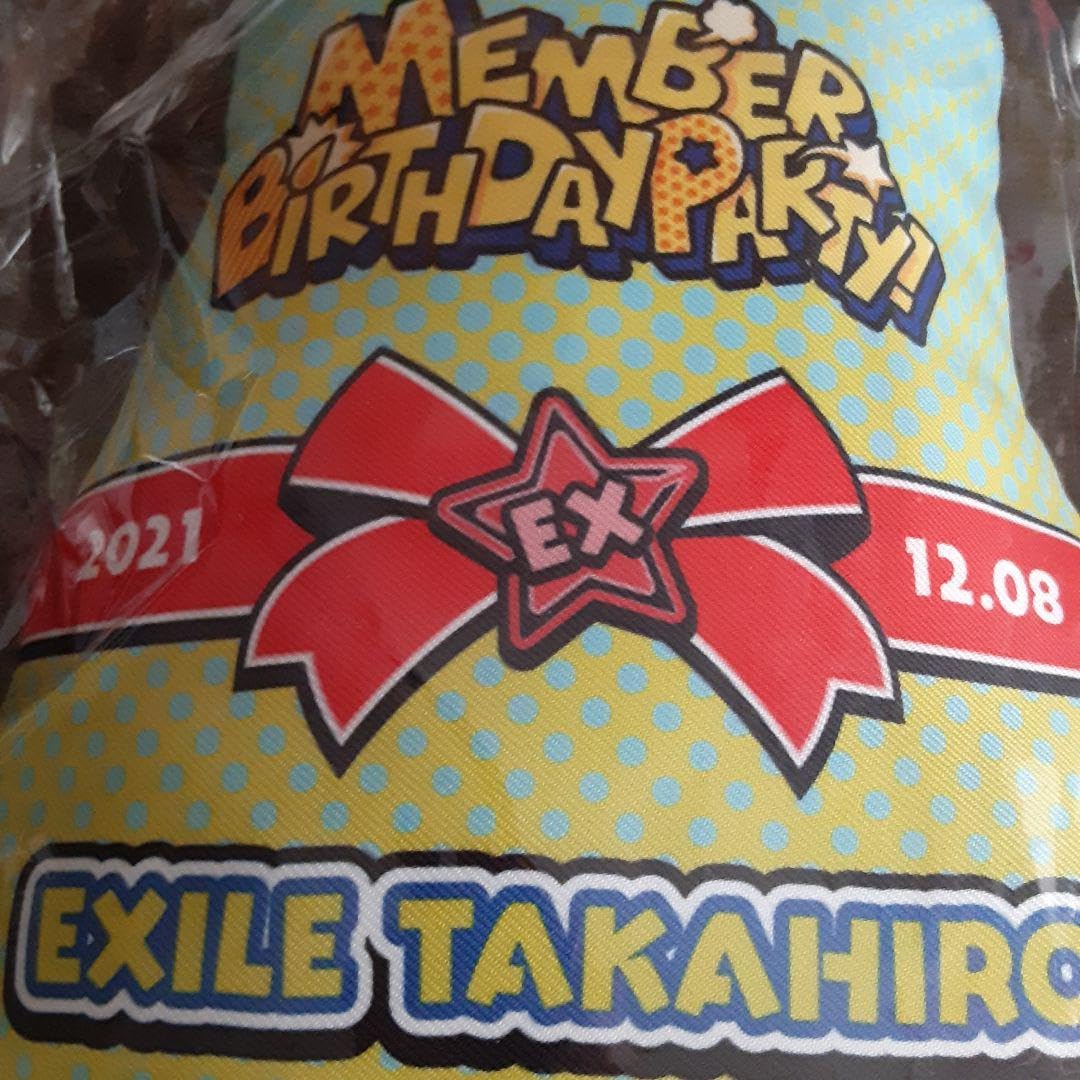 MEMBER
BIRTHDAY PARTY!
EX
2021
12.08
EXILE TAKAHIRO